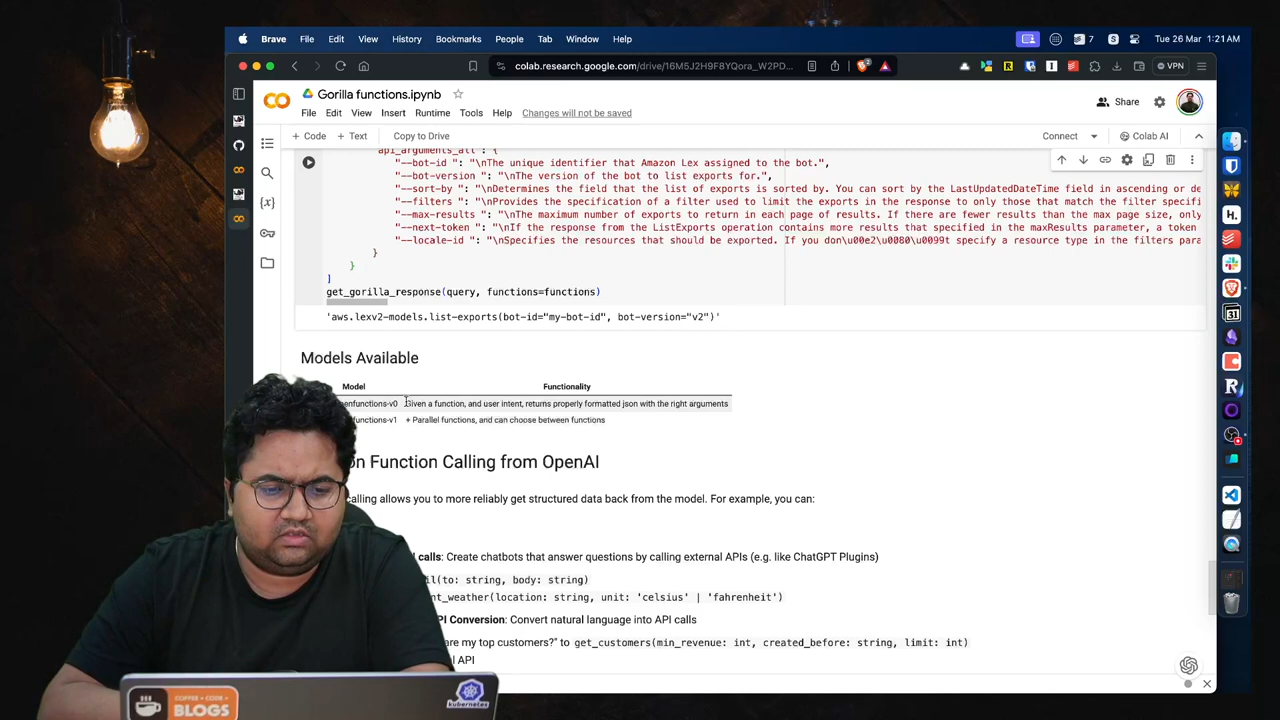 Brave File Edit View History Bookmarks People Tab Window Help
7
Tue 26 Mar 1:21 AM
colab.research.google.com/drive/16M5J2H9F8YQora_W2PD...
VPN
Gorilla functions.ipynb
File Edit View Insert Runtime Tools Help Changes will not be saved
Share
+ Code + Text Copy to Drive
Connect
Colab AI
api_arguments_all": {
"--bot-id ": "\nThe unique identifier that Amazon Lex assigned to the bot.",
"--bot-version ": "\nThe version of the bot to list exports for.",
"--sort-by ": "\nDetermines the field that the list of exports is sorted by. You can sort by the LastUpdatedDateTime field in ascending or de
"--filters ": "\nProvides the specification of a filter used to limit the exports in the response to only those that match the filter specifi
"--max-results ": "\nThe maximum number of exports to return in each page of results. If there are fewer results than the max page size, only
"--next-token ": "\nIf the response from the ListExports operation contains more results that specified in the maxResults parameter, a token
"--locale-id ": "\nSpecifies the resources that should be exported. If you don\u00e2\u0080\u0099t specify a resource type in the filters para
}
}
]
get_gorilla_response(query, functions=functions)
'aws.lexv2-models.list-exports(bot-id="my-bot-id", bot-version="v2")'
Models Available
Model Functionality
enfunctions-v0 Given a function, and user intent, returns properly formatted json with the right arguments
functions-v1 + Parallel functions, and can choose between functions
on Function Calling from OpenAI
calling allows you to more reliably get structured data back from the model. For example, you can:
calls: Create chatbots that answer questions by calling external APIs (e.g. like ChatGPT Plugins)
il(to: string, body: string)
nt_weather(location: string, unit: 'celsius' | 'fahrenheit')
PI Conversion: Convert natural language into API calls
are my top customers?" to get_customers(min_revenue: int, created_before: string, limit: int)
l API
COFFEE + CODE +
BLOGS
kubernetes